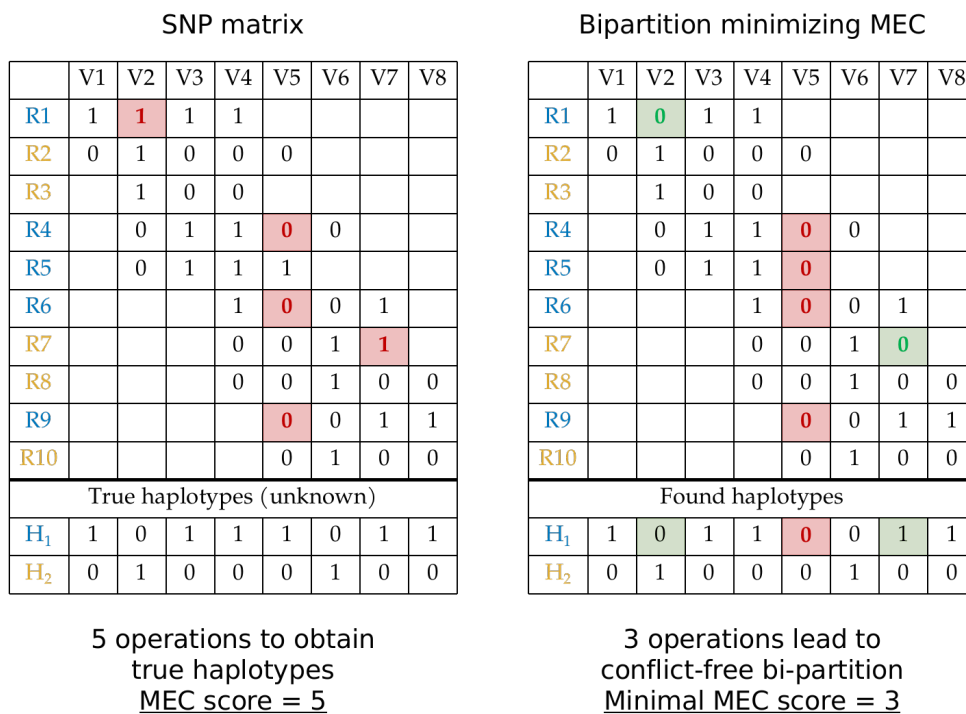 SNP matrix
V1 V2 V3 V4 V5 V6 V7 V8
R1 1 1 1 1
R2 0 1 0 0 0
R3 1 0 0
R4 0 1 1 0 0
R5 0 1 1 1
R6 1 0 0 1
R7 0 0 1 1
R8 0 0 1 0 0
R9 0 0 1 1
R10 0 1 0 0
True haplotypes (unknown)
H1 1 0 1 1 1 0 1 1
H2 0 1 0 0 0 1 0 0
5 operations to obtain
true haplotypes
MEC score = 5
Bipartition minimizing MEC
V1 V2 V3 V4 V5 V6 V7 V8
R1 1 0 1 1
R2 0 1 0 0 0
R3 1 0 0
R4 0 1 1 0 0
R5 0 1 1 0
R6 1 0 0 1
R7 0 0 1 0
R8 0 0 1 0 0
R9 0 0 1 1
R10 0 1 0 0
Found haplotypes
H1 1 0 1 1 0 0 1 1
H2 0 1 0 0 0 1 0 0
3 operations lead to
conflict-free bi-partition
Minimal MEC score = 3